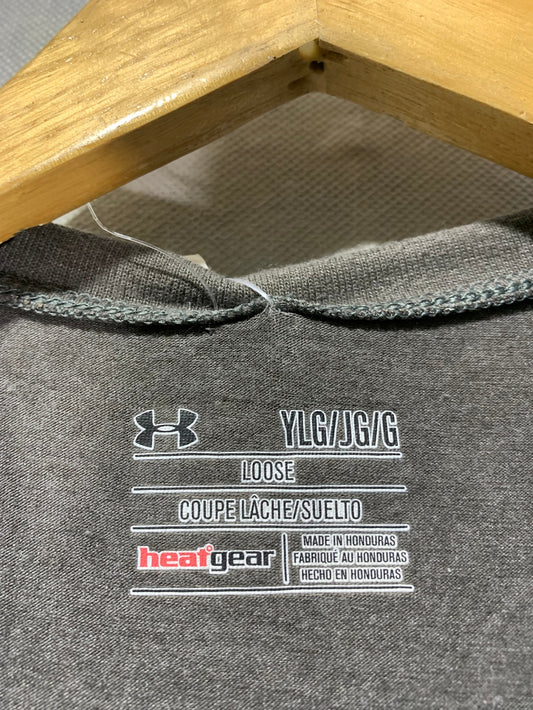 YLG/JG/G
LOOSE
COUPE LÂCHE/SUELTO
heatgear
MADE IN HONDURAS
FABRIQUÉ AU HONDURAS
HECHO EN HONDURAS